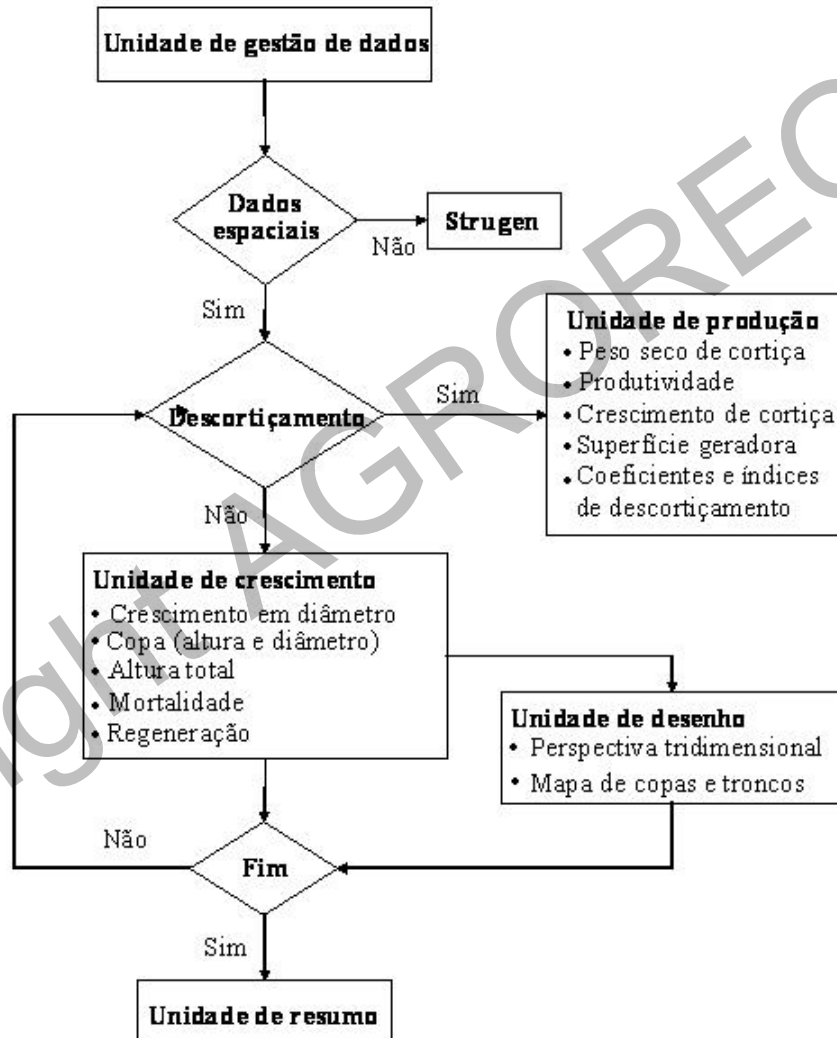 Unidade de gestão de dados
Dados
espaciais
Não
Strugen
Sim
Descortiçamento
Sim
Unidade de produção
• Peso seco de cortiça
• Produtividade
• Crescimento de cortiça
• Superfície geradora
• Coeficientes e índices
de descortiçamento
Não
Unidade de crescimento
• Crescimento em diâmetro
• Copa (altura e diâmetro)
• Altura total
• Mortalidade
• Regeneração
Unidade de desenho
• Perspectiva tridimensional
• Mapa de copas e troncos
Não
Fim
Sim
Unidade de resumo
ight AGROREC